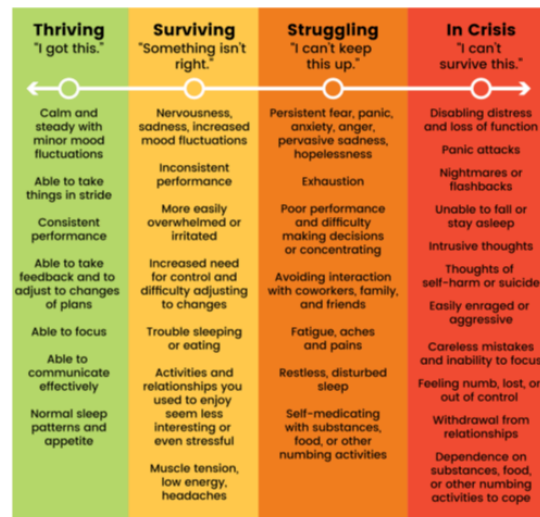 Thriving
"I got this."
Calm and
steady with
minor mood
fluctuations
Able to take
things in stride
Consistent
performance
Able to take
feedback and to
adjust to changes
of plans
Able to focus
Able to
communicate
effectively
Normal sleep
patterns and
appetite
Surviving
"Something isn't
right."
Nervousness,
sadness, increased
mood fluctuations
Inconsistent
performance
More easily
overwhelmed or
irritated
Increased need
for control and
difficulty adjusting
to changes
Trouble sleeping
or eating
Activities and
relationships you
used to enjoy
seem less
interesting or
even stressful
Muscle tension,
low energy,
headaches
Struggling
"I can't keep
this up."
Persistent fear, panic,
anxiety, anger,
pervasive sadness,
hopelessness
Exhaustion
Poor performance
and difficulty
making decisions
or concentrating
Avoiding interaction
with coworkers, family,
and friends
Fatigue, aches
and pains
Restless, disturbed
sleep
Self-medicating
with substances,
food, or other
numbing activities
In Crisis
"I can't
survive this."
Disabling distress
and loss of function
Panic attacks
Nightmares or
flashbacks
Unable to fall or
stay asleep
Intrusive thoughts
Thoughts of
self-harm or suicide
Easily enraged or
aggressive
Careless mistakes
and inability to focus
Feeling numb, lost, or
out of control
Withdrawal from
relationships
Dependence on
substances, food,
or other numbing
activities to cope